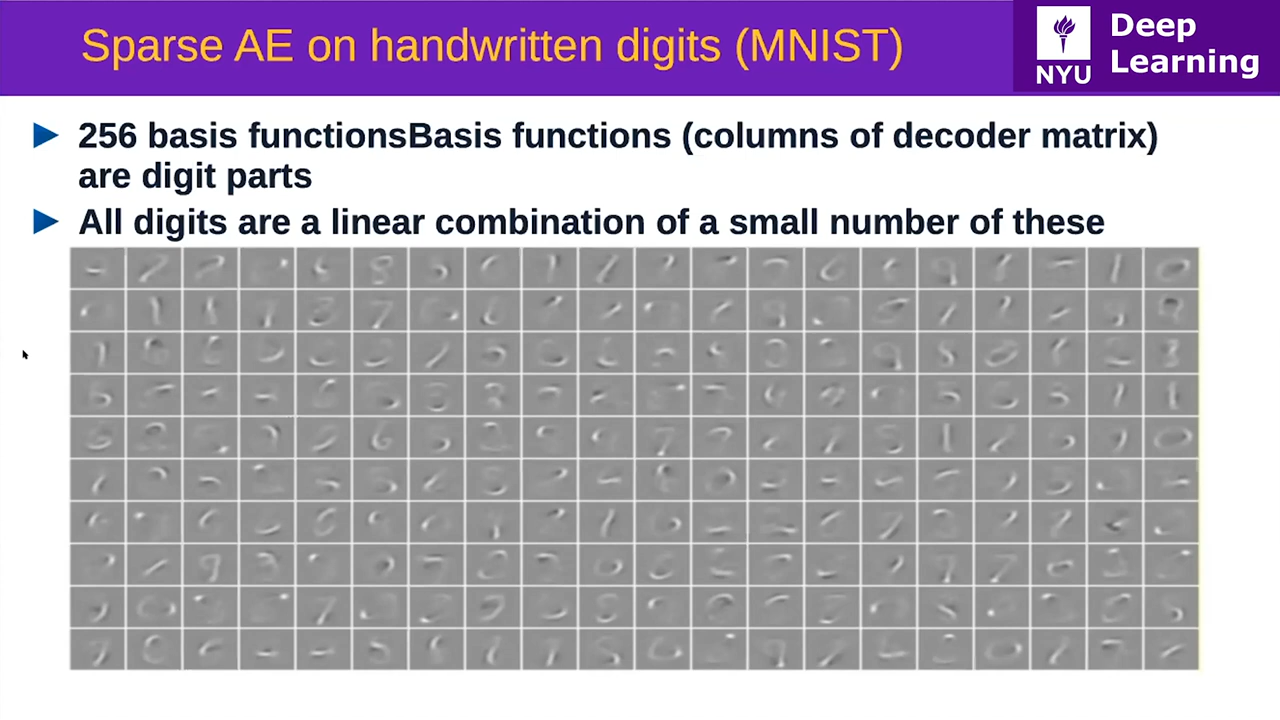 Sparse AE on handwritten digits (MNIST)
NYU
Deep
Learning
256 basis functionsBasis functions (columns of decoder matrix)
are digit parts
All digits are a linear combination of a small number of these